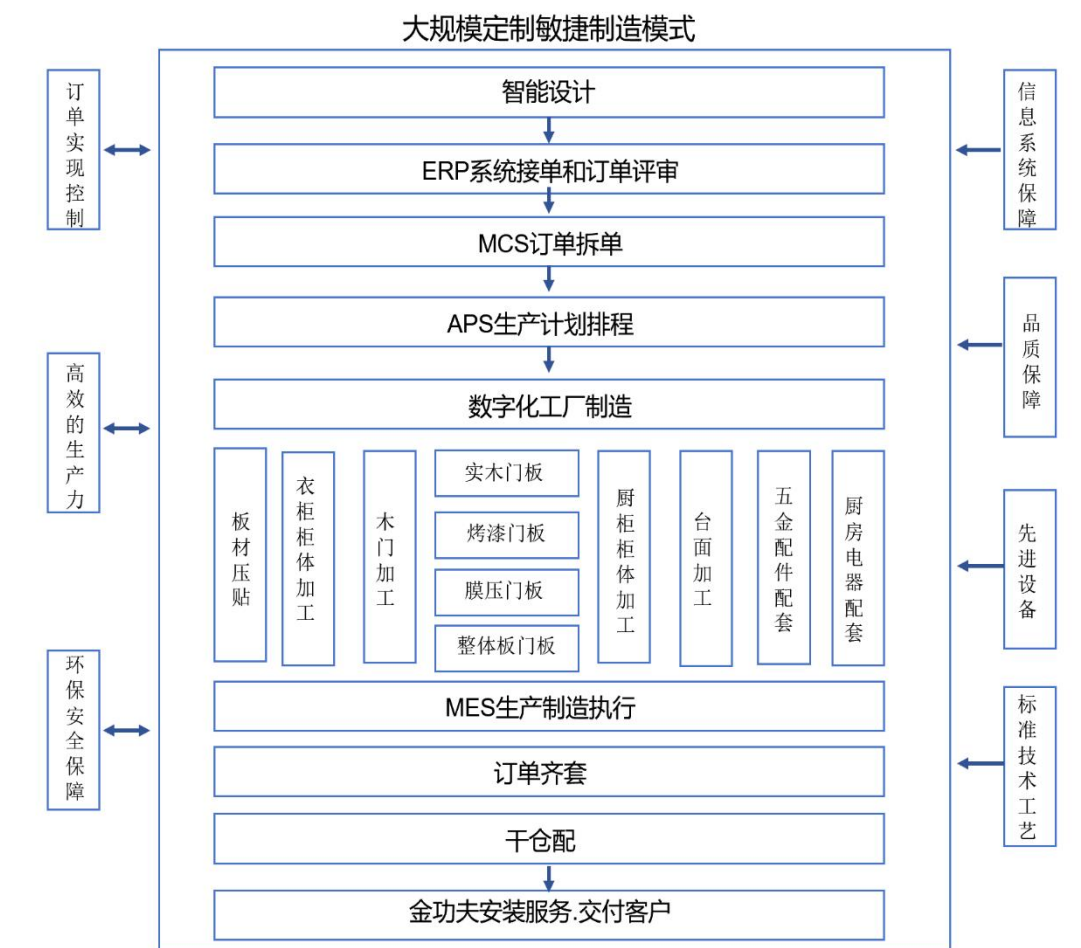 大规模定制敏捷制造模式
订单实现控制
高效的生产力
环保安全保障
智能设计
ERP系统接单和订单评审
MCS订单拆单
APS生产计划排程
数字化工厂制造
板材压贴
衣柜柜体加工
木门加工
实木门板
烤漆门板
膜压门板
整体板门板
厨柜柜体加工
台面加工
五金配件配套
厨房电器配套
MES生产制造执行
订单齐套
干仓配
金功夫安装服务.交付客户
信息系统保障
品质保障
先进设备
标准技术工艺